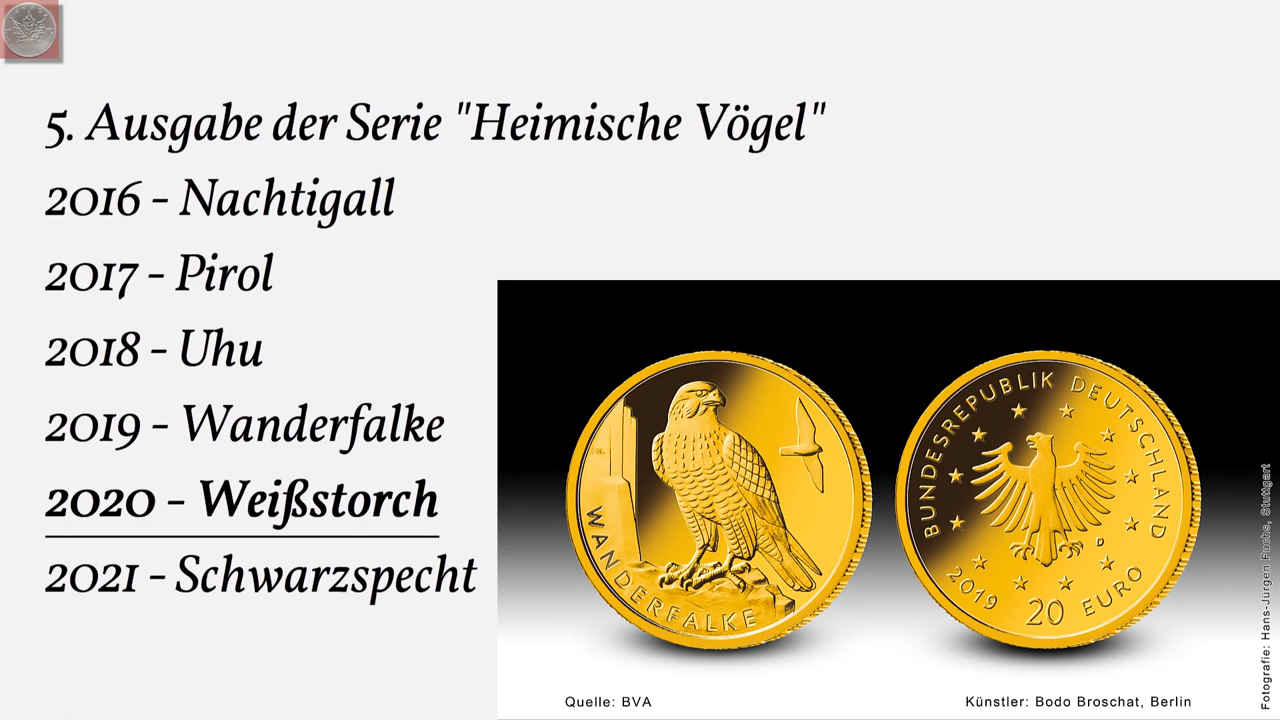 5. Ausgabe der Serie "Heimische Vögel"
2016 - Nachtigall
2017 - Pirol
2018 - Uhu
2019 - Wanderfalke
2020 - Weißstorch
2021 - Schwarzspecht
WANDERFALKE
BUNDESREPUBLIK DEUTSCHLAND
D
2019 20 EURO
Quelle: BVA
Künstler: Bodo Broschat, Berlin
Fotografie: Hans-Jürgen Fuchs, Stuttgart